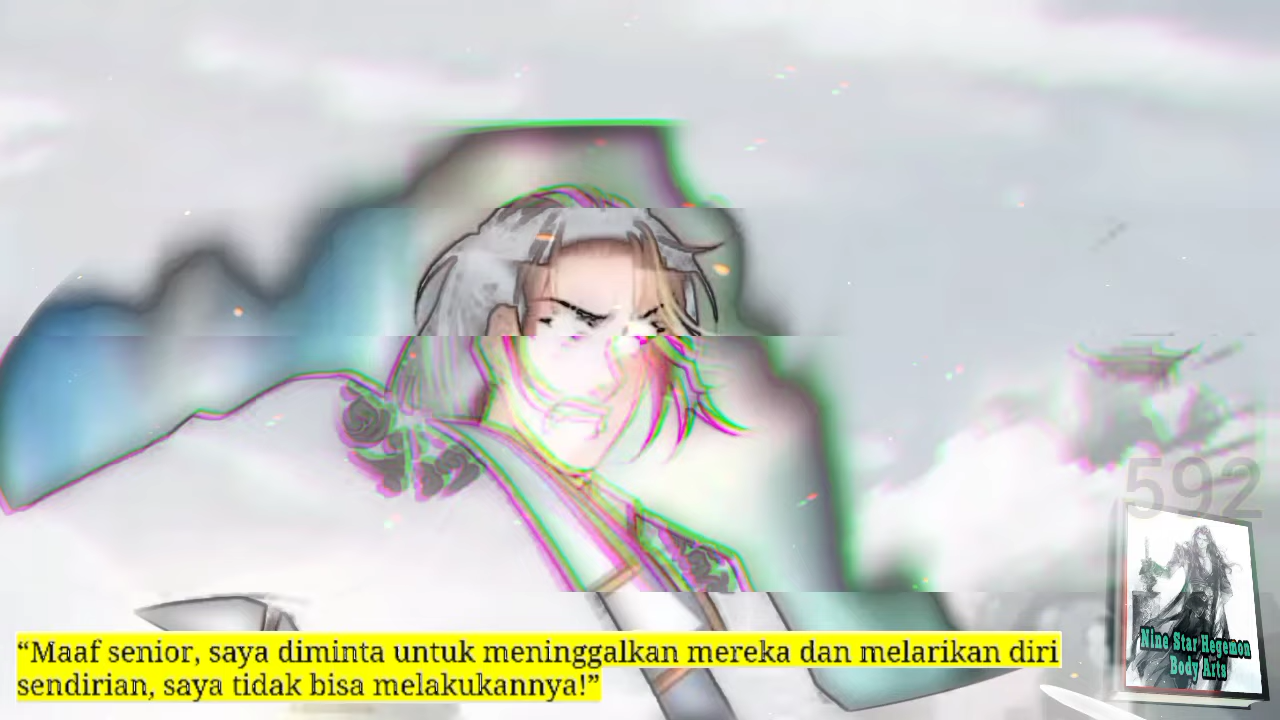 592
Nine Star Hegemon
Body Arts
“Maaf senior, saya diminta untuk meninggalkan mereka dan melarikan diri
sendirian, saya tidak bisa melakukannya!”